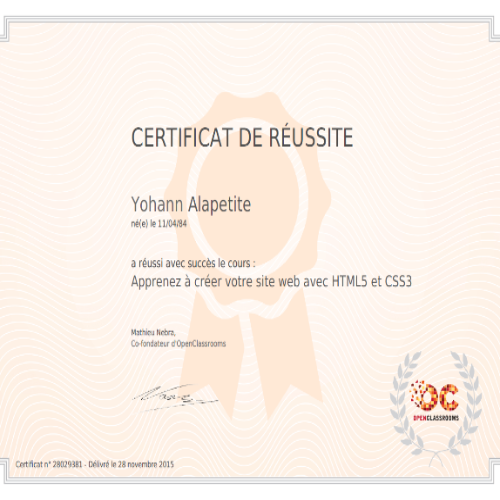 CERTIFICAT DE RÉUSSITE
Yohann Alapetite
né(e) le 11/04/84
a réussi avec succès le cours :
Apprenez à créer votre site web avec HTML5 et CSS3
Mathieu Nebra,
Co-fondateur d'OpenClassrooms
OC
OPENCLASSROOMS
Certificat n° 28029381 - Délivré le 28 novembre 2015